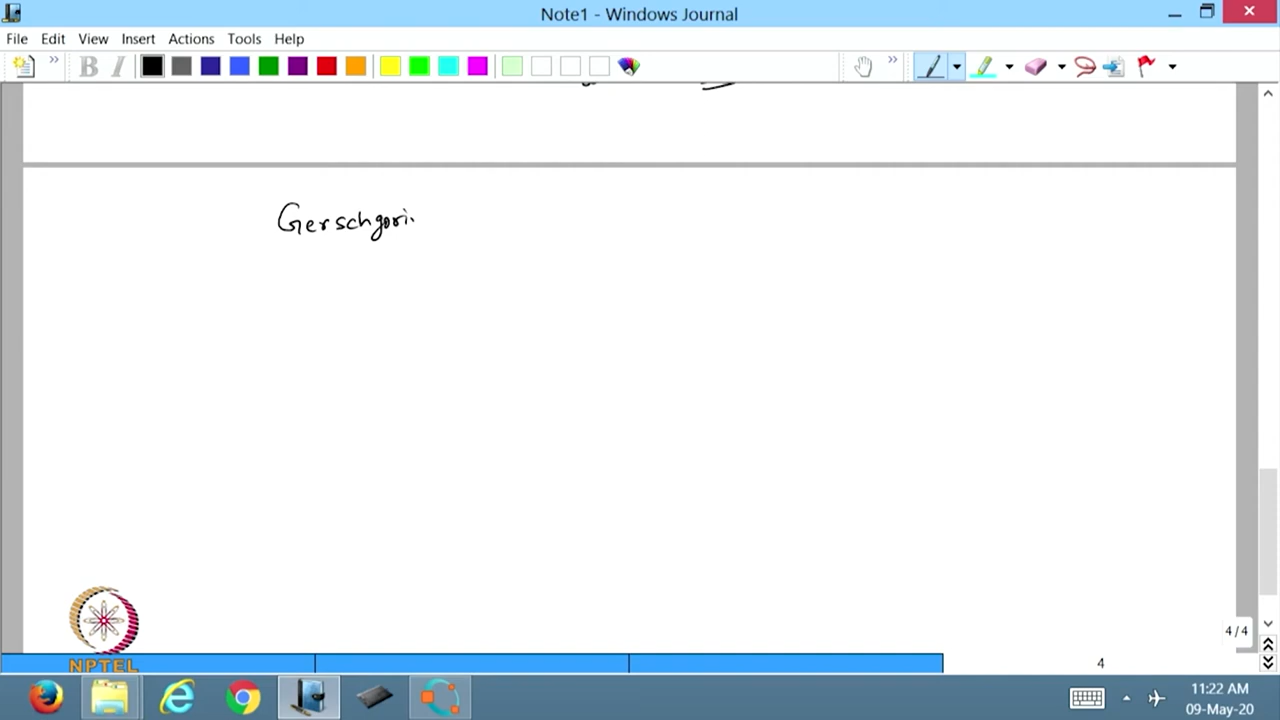 Note1 - Windows Journal
File Edit View Insert Actions Tools Help
B I
Gerschgori
4 / 4
NPTEL
4
11:22 AM
09-May-20